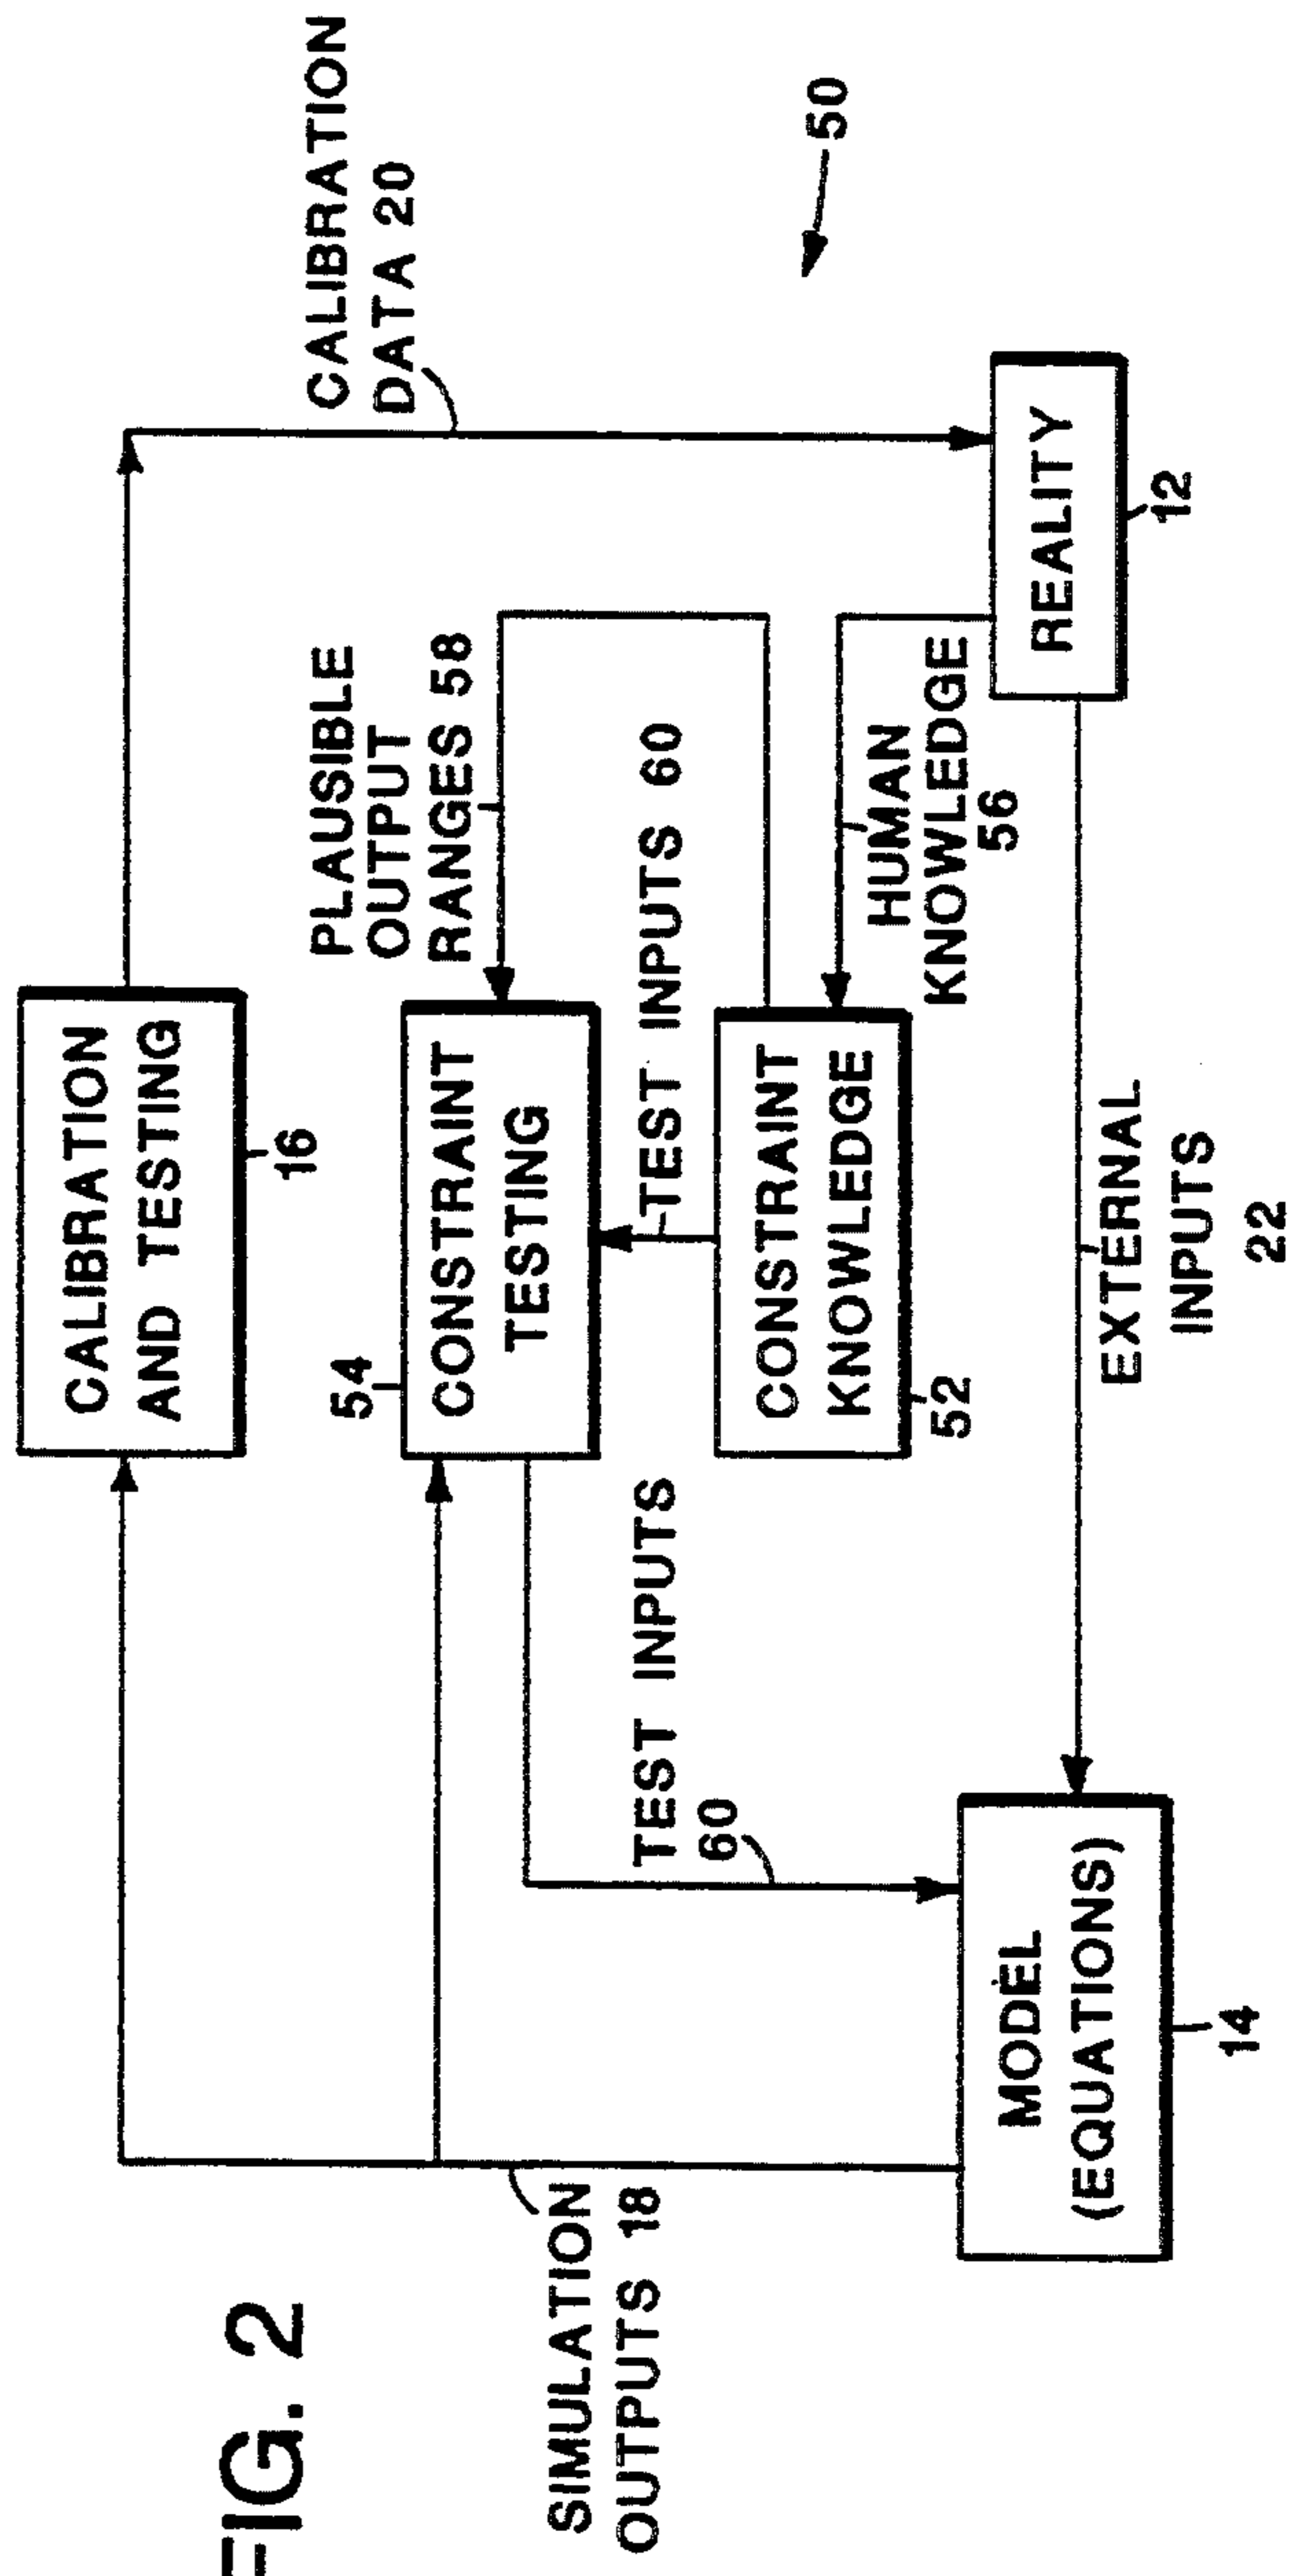 FIG. 2
CALIBRATION
AND TESTING
16
CALIBRATION
DATA 20
PLAUSIBLE
OUTPUT
RANGES 58
54
CONSTRAINT
TESTING
50
SIMULATION
OUTPUTS 18
TEST INPUTS
60
TEST INPUTS 60
CONSTRAINT
KNOWLEDGE
52
HUMAN
KNOWLEDGE
56
REALITY
12
MODEL
(EQUATIONS)
14
EXTERNAL
INPUTS
22